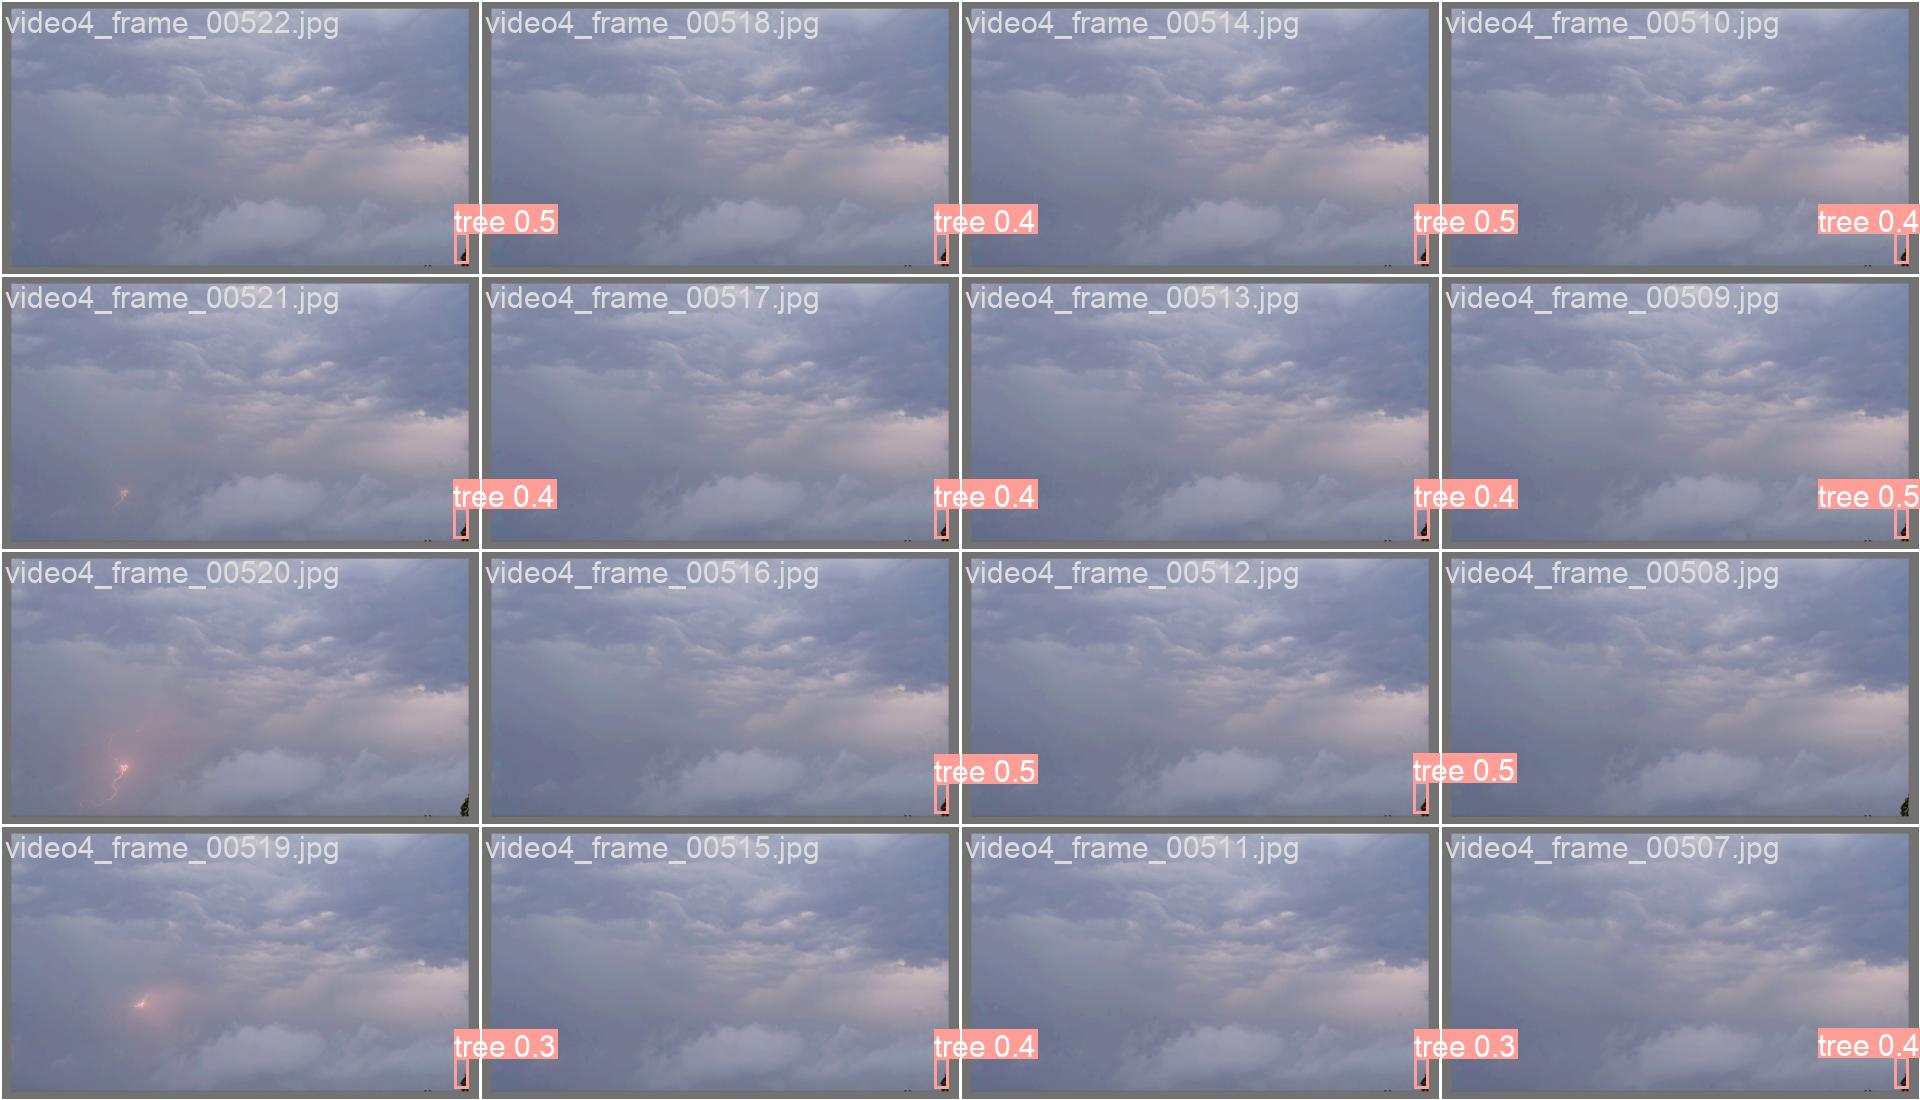 video4_frame_00522.jpg
video4_frame_00518.jpg
video4_frame_00514.jpg
video4_frame_00510.jpg
tree 0.5
tree 0.4
tree 0.5
tree 0.4
video4_frame_00521.jpg
video4_frame_00517.jpg
video4_frame_00513.jpg
video4_frame_00509.jpg
tree 0.4
tree 0.4
tree 0.4
tree 0.5
video4_frame_00520.jpg
video4_frame_00516.jpg
video4_frame_00512.jpg
video4_frame_00508.jpg
tree 0.5
tree 0.5
video4_frame_00519.jpg
video4_frame_00515.jpg
video4_frame_00511.jpg
video4_frame_00507.jpg
tree 0.3
tree 0.4
tree 0.3
tree 0.4